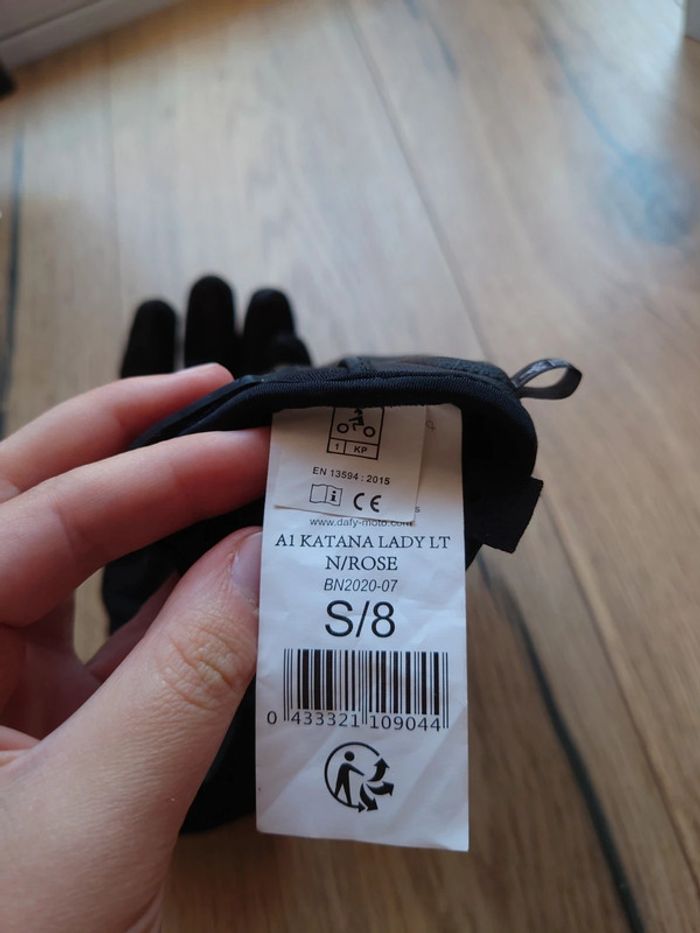 1 KP
EN 13594 : 2015
i CE
www.dafy-moto.com
A1 KATANA LADY LT
N/ROSE
BN2020-07
S/8
0 433321 109044